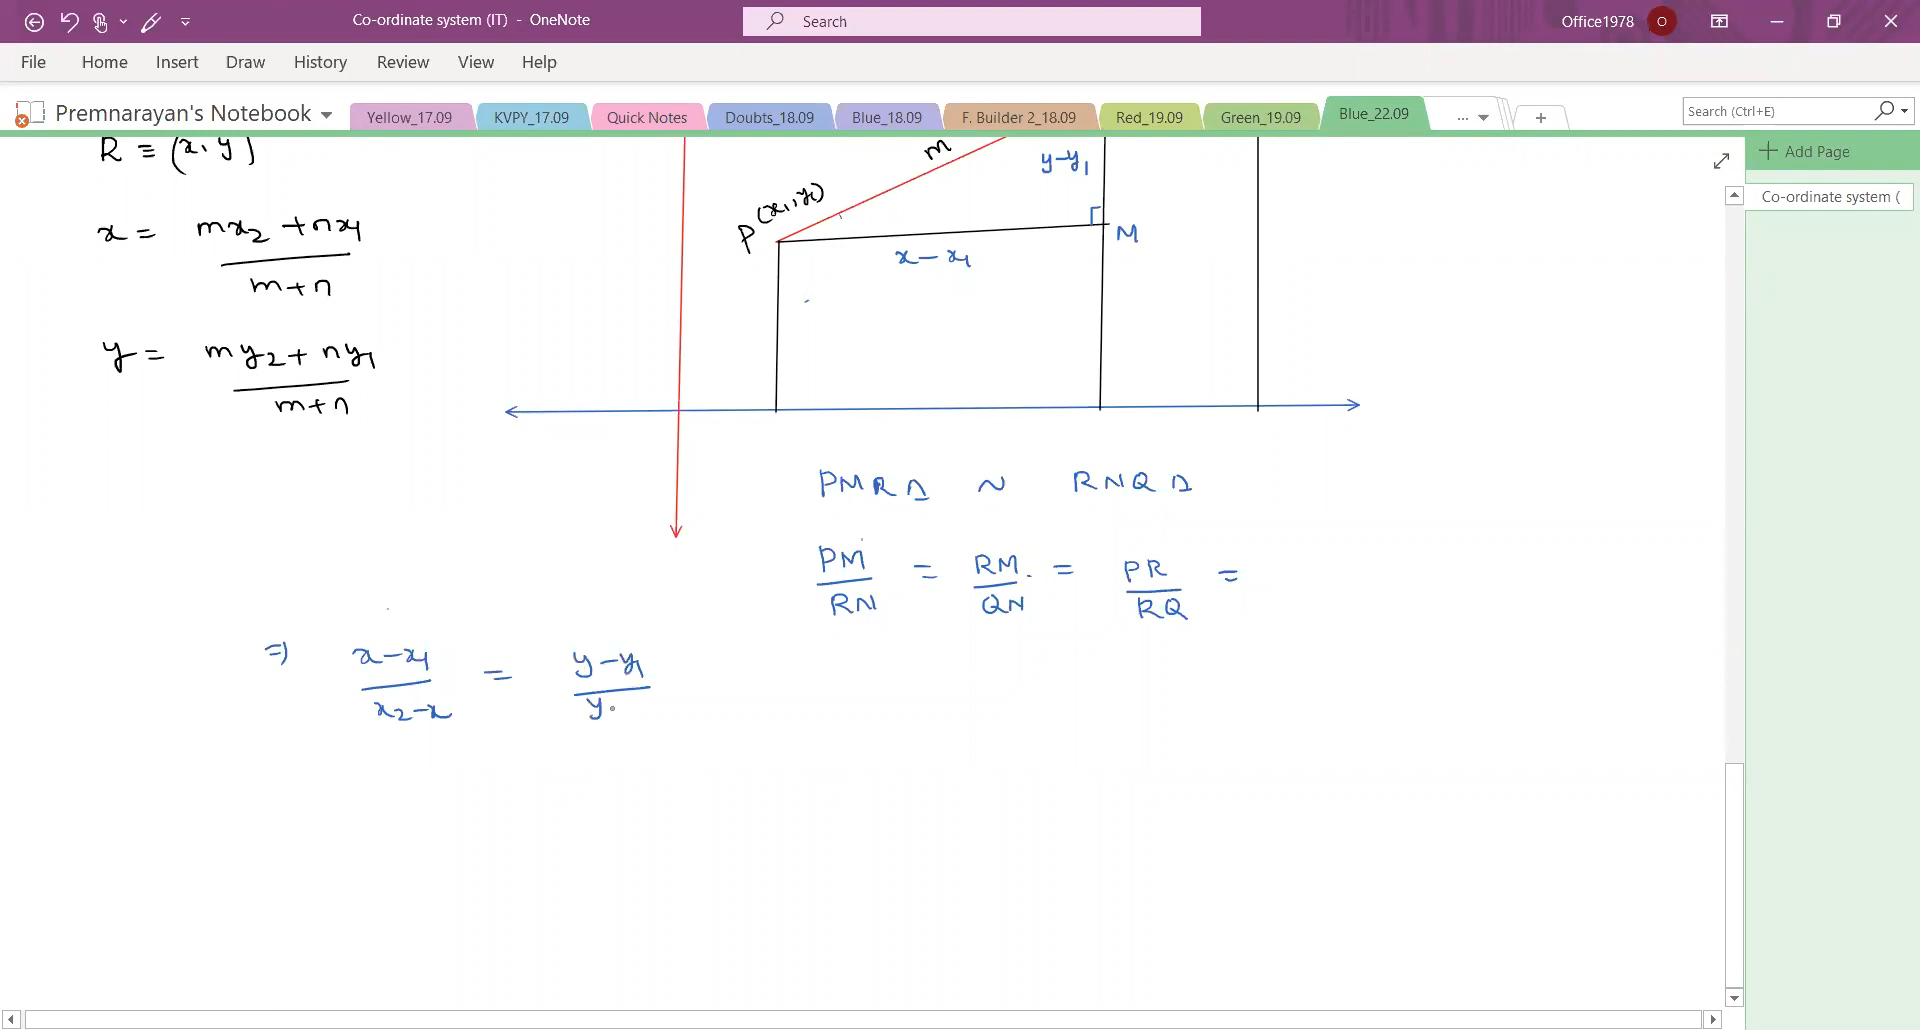 Co-ordinate system (IT) - OneNote
Search
Office1978
O
File Home Insert Draw History Review View Help
Premnarayan's Notebook
Yellow_17.09 KVPY_17.09 Quick Notes Doubts_18.09 Blue_18.09 F. Builder 2_18.09 Red_19.09 Green_19.09 Blue_22.09 ...
Search (Ctrl+E)
Add Page
Co-ordinate system (
R ≡ (x, y)
x = mx₂ + nx₁
m+n
y = my₂ + ny₁
m+n
m
y-y₁
P (x₁, y₁)
M
x - x₁
PMR Δ ~ RNQ Δ
PM/RN = RM/QN = PR/RQ =
⇒ x-x₁/x₂-x = y-y₁/y